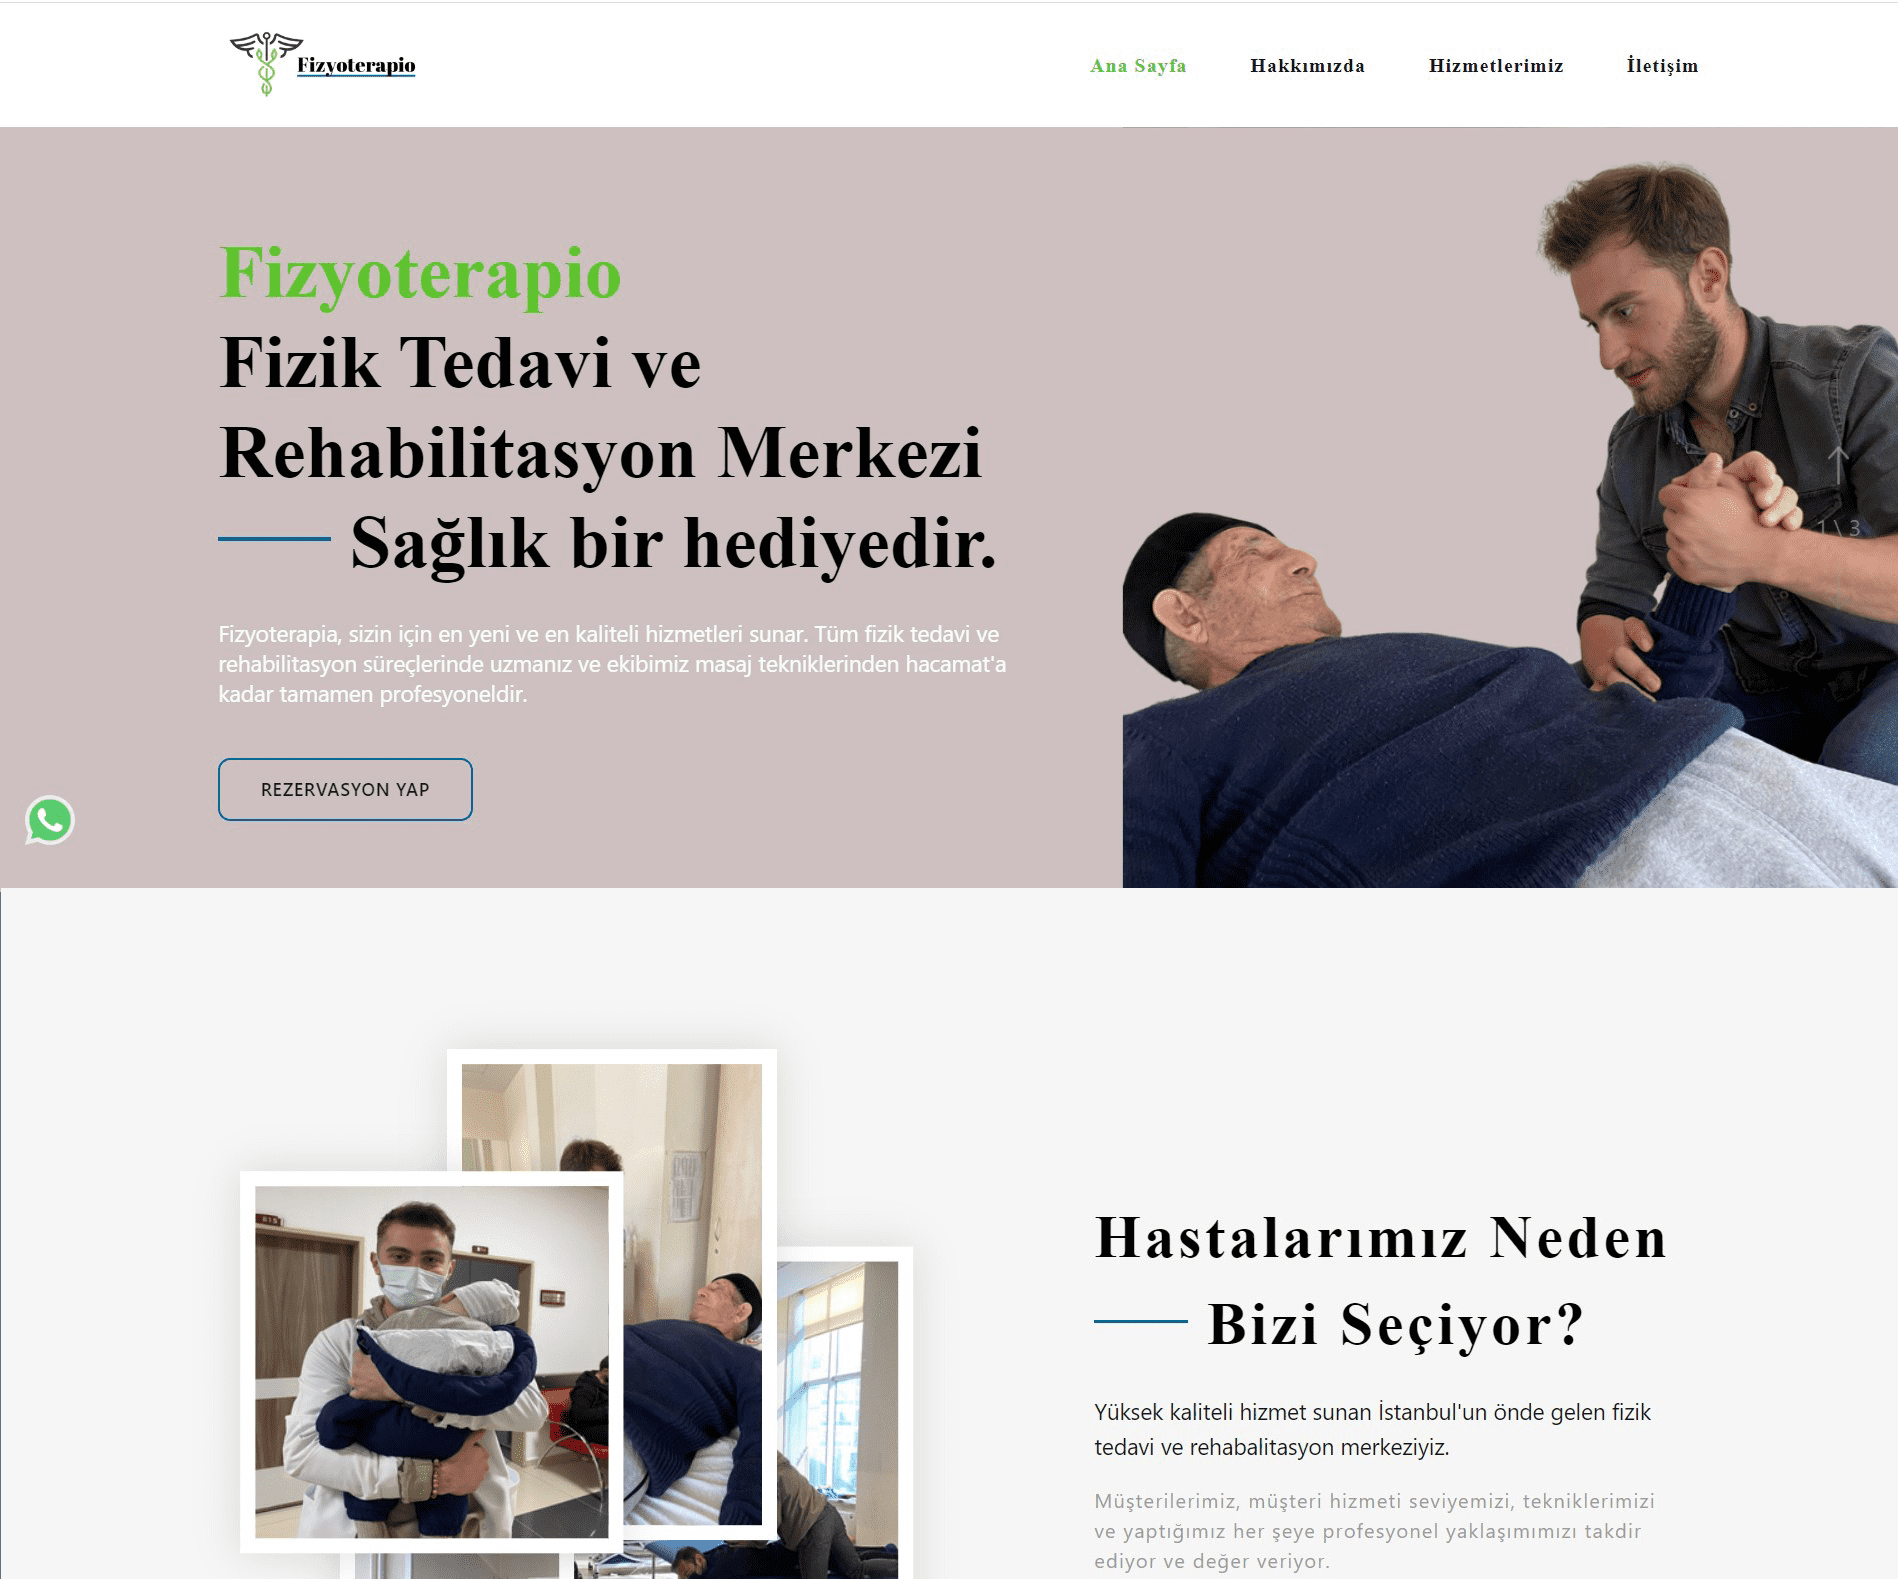 Fizyoterapio
Ana Sayfa
Hakkımızda
Hizmetlerimiz
İletişim
Fizyoterapio
Fizik Tedavi ve
Rehabilitasyon Merkezi
Sağlık bir hediyedir.
Fizyoterapia, sizin için en yeni ve en kaliteli hizmetleri sunar. Tüm fizik tedavi ve
rehabilitasyon süreçlerinde uzmanız ve ekibimiz masaj tekniklerinden hacamat'a
kadar tamamen profesyoneldir.
REZERVASYON YAP
1 \ 3
615
Hastalarımız Neden
Bizi Seçiyor?
Yüksek kaliteli hizmet sunan İstanbul'un önde gelen fizik
tedavi ve rehabalitasyon merkeziyiz.
Müşterilerimiz, müşteri hizmeti seviyemizi, tekniklerimizi
ve yaptığımız her şeye profesyonel yaklaşımımızı takdir
ediyor ve değer veriyor.